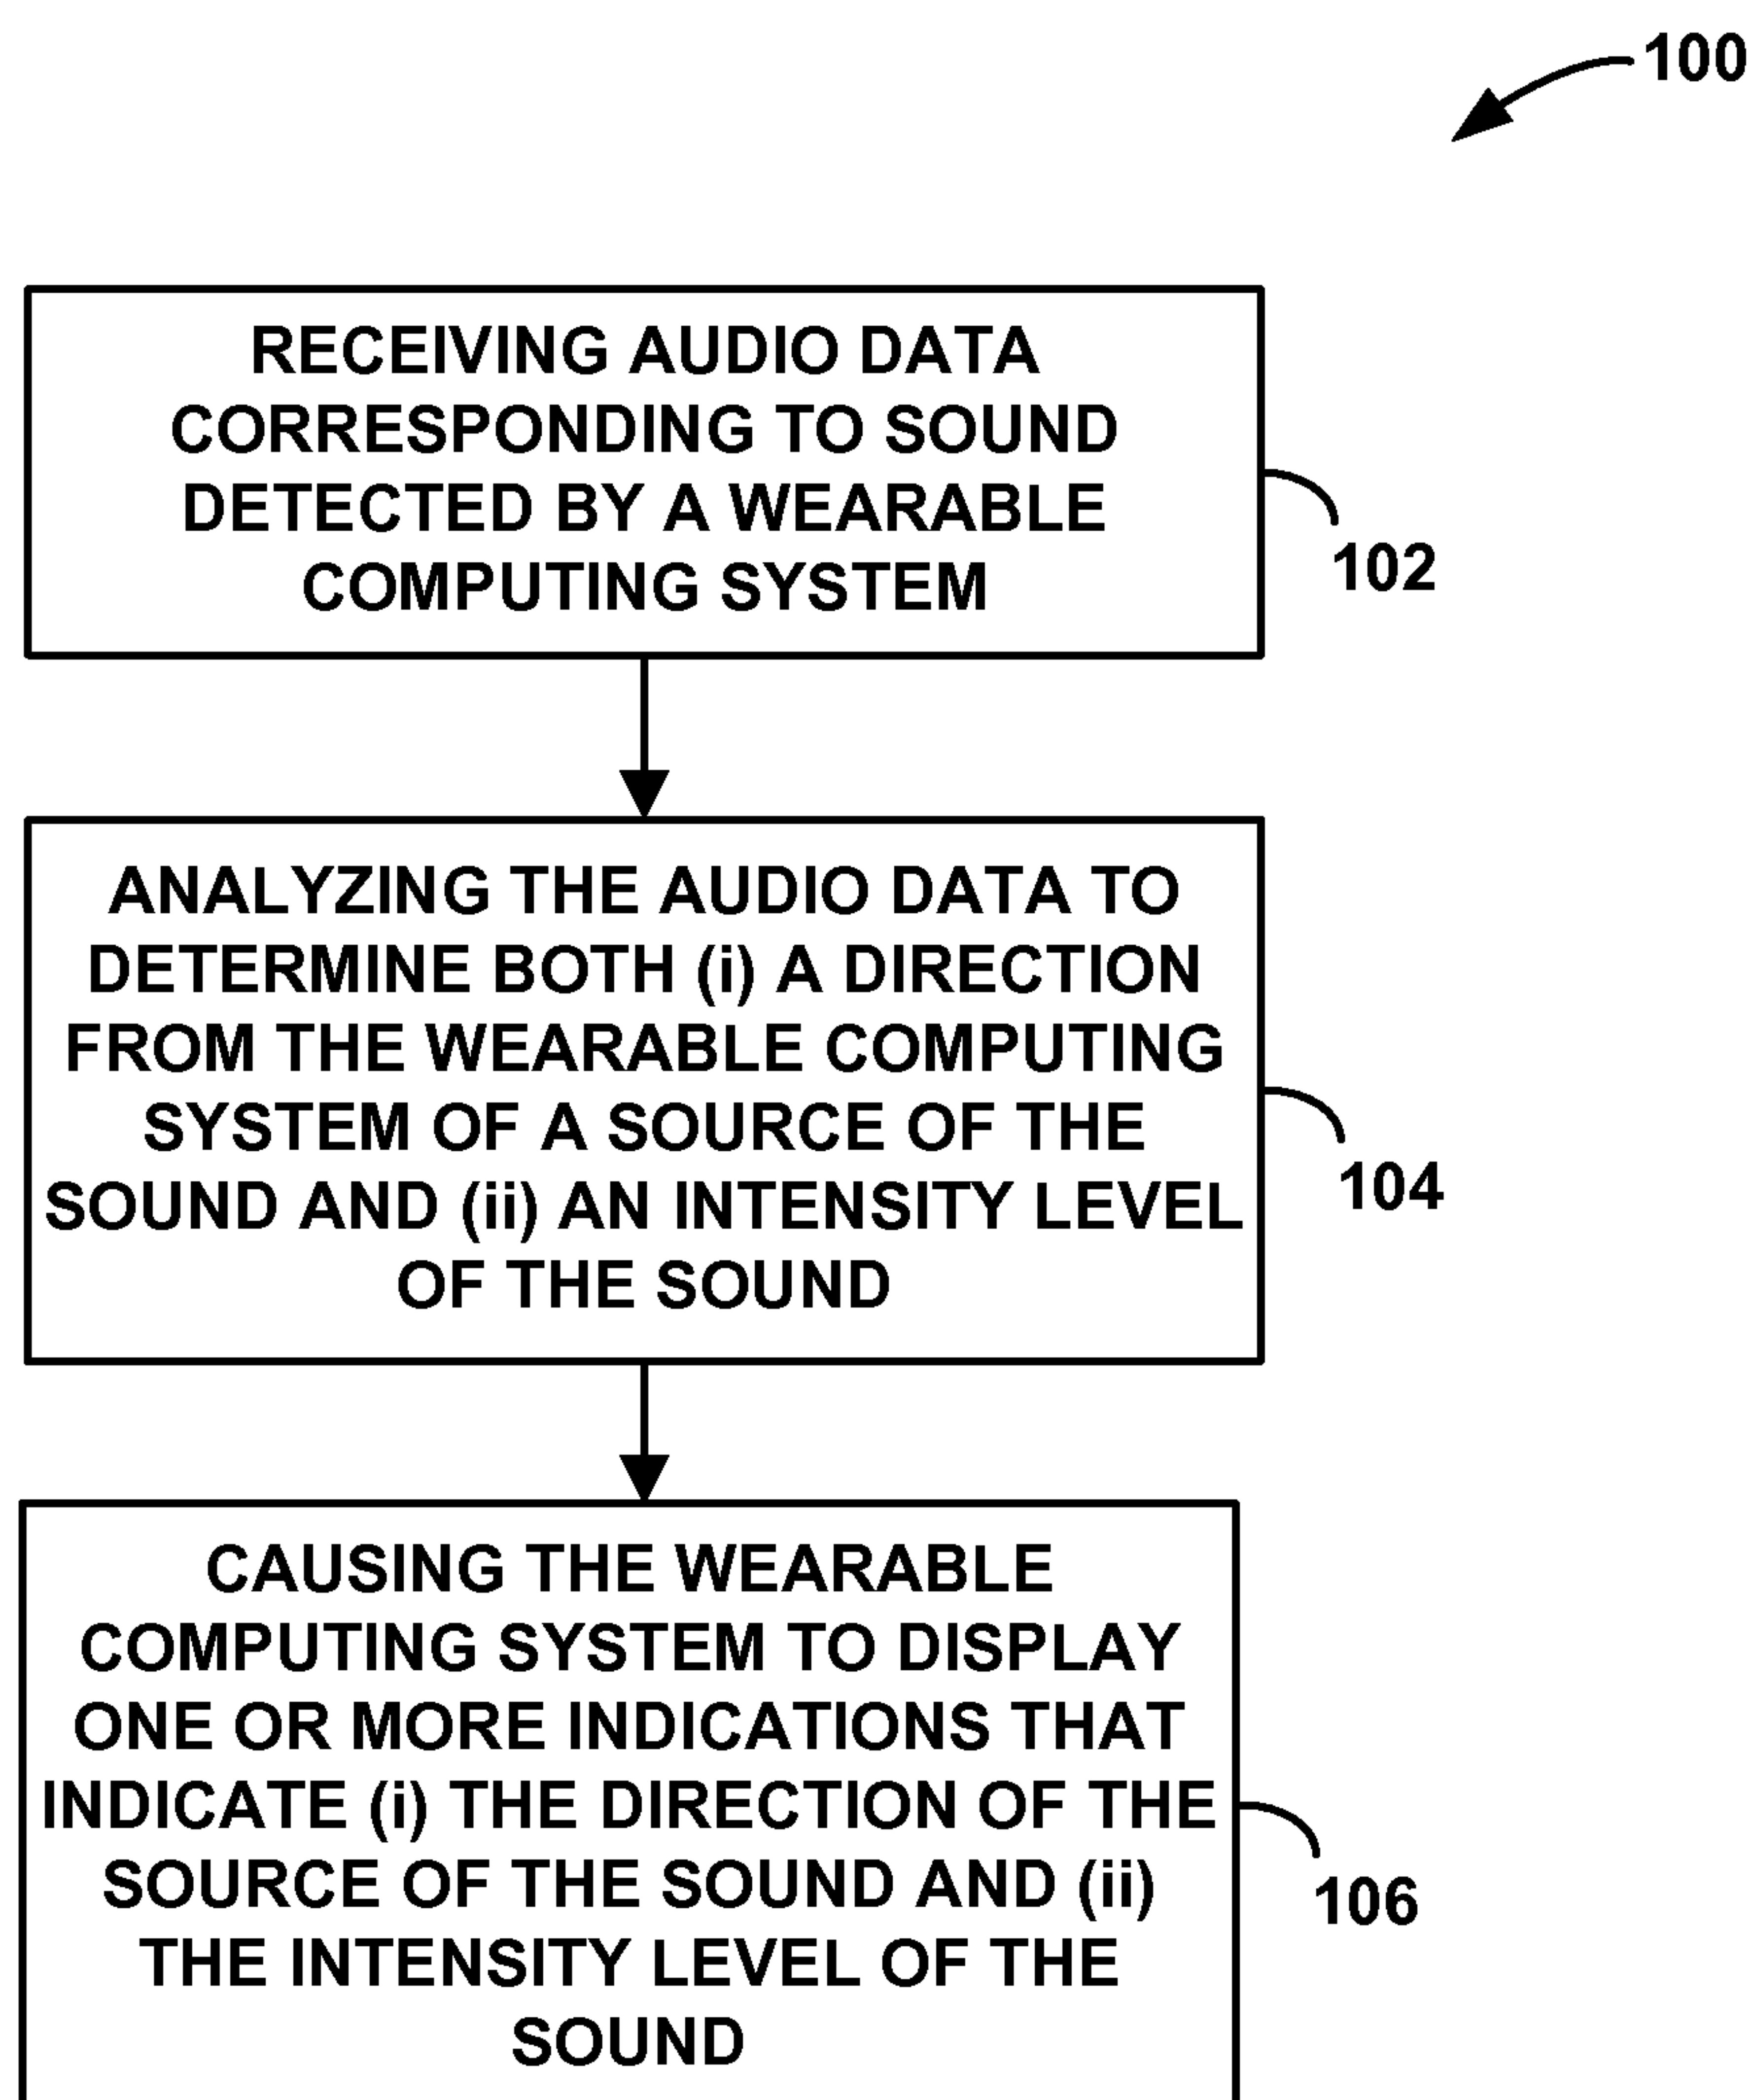 100
RECEIVING AUDIO DATA
CORRESPONDING TO SOUND
DETECTED BY A WEARABLE
COMPUTING SYSTEM
102
ANALYZING THE AUDIO DATA TO
DETERMINE BOTH (i) A DIRECTION
FROM THE WEARABLE COMPUTING
SYSTEM OF A SOURCE OF THE
SOUND AND (ii) AN INTENSITY LEVEL
OF THE SOUND
104
CAUSING THE WEARABLE
COMPUTING SYSTEM TO DISPLAY
ONE OR MORE INDICATIONS THAT
INDICATE (i) THE DIRECTION OF THE
SOURCE OF THE SOUND AND (ii)
THE INTENSITY LEVEL OF THE
SOUND
106